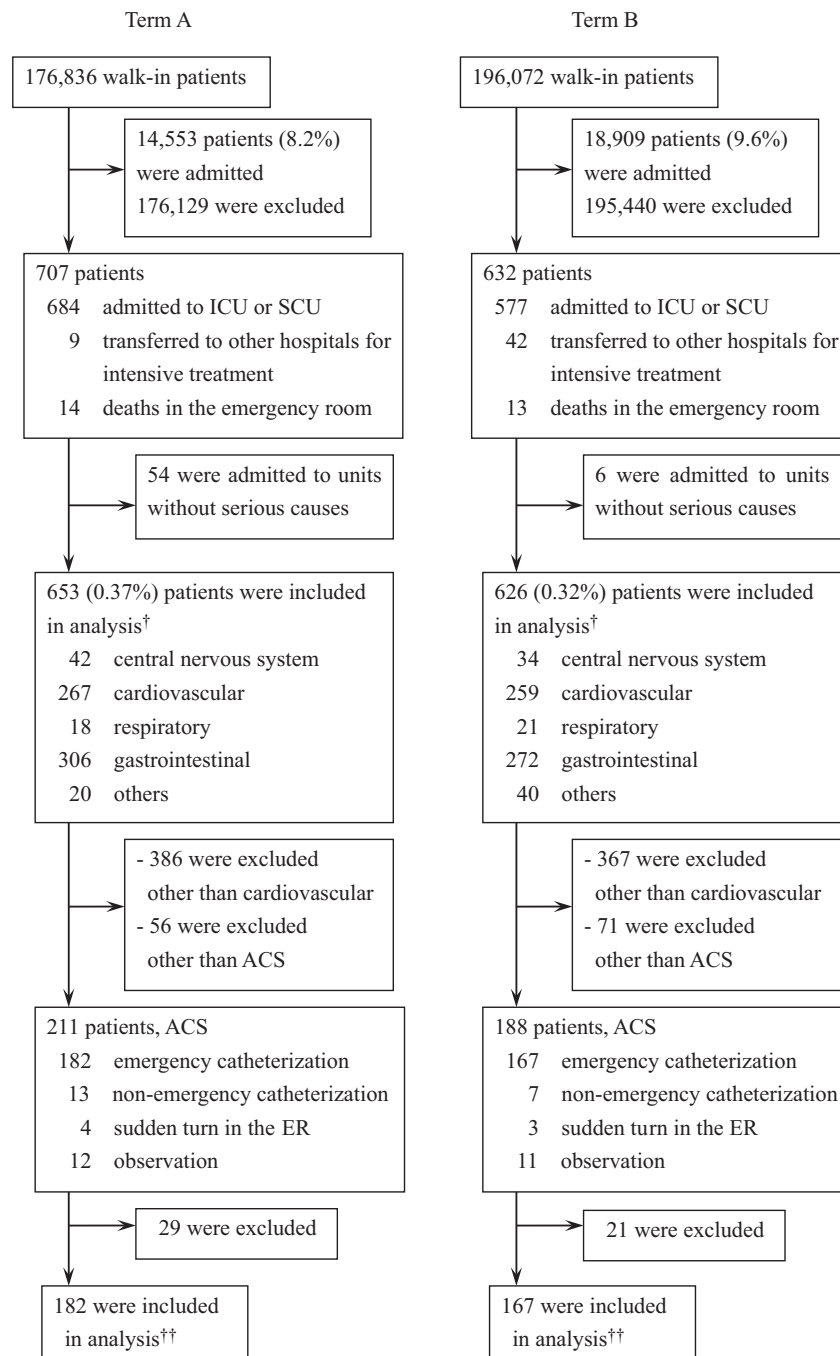 Term A
176,836 walk-in patients
14,553 patients (8.2%)
were admitted
176,129 were excluded
707 patients
684 admitted to ICU or SCU
9 transferred to other hospitals for
intensive treatment
14 deaths in the emergency room
54 were admitted to units
without serious causes
653 (0.37%) patients were included
in analysis†
42 central nervous system
267 cardiovascular
18 respiratory
306 gastrointestinal
20 others
- 386 were excluded
other than cardiovascular
- 56 were excluded
other than ACS
211 patients, ACS
182 emergency catheterization
13 non-emergency catheterization
4 sudden turn in the ER
12 observation
29 were excluded
182 were included
in analysis††
Term B
196,072 walk-in patients
18,909 patients (9.6%)
were admitted
195,440 were excluded
632 patients
577 admitted to ICU or SCU
42 transferred to other hospitals for
intensive treatment
13 deaths in the emergency room
6 were admitted to units
without serious causes
626 (0.32%) patients were included
in analysis†
34 central nervous system
259 cardiovascular
21 respiratory
272 gastrointestinal
40 others
- 367 were excluded
other than cardiovascular
- 71 were excluded
other than ACS
188 patients, ACS
167 emergency catheterization
7 non-emergency catheterization
3 sudden turn in the ER
11 observation
21 were excluded
167 were included
in analysis††